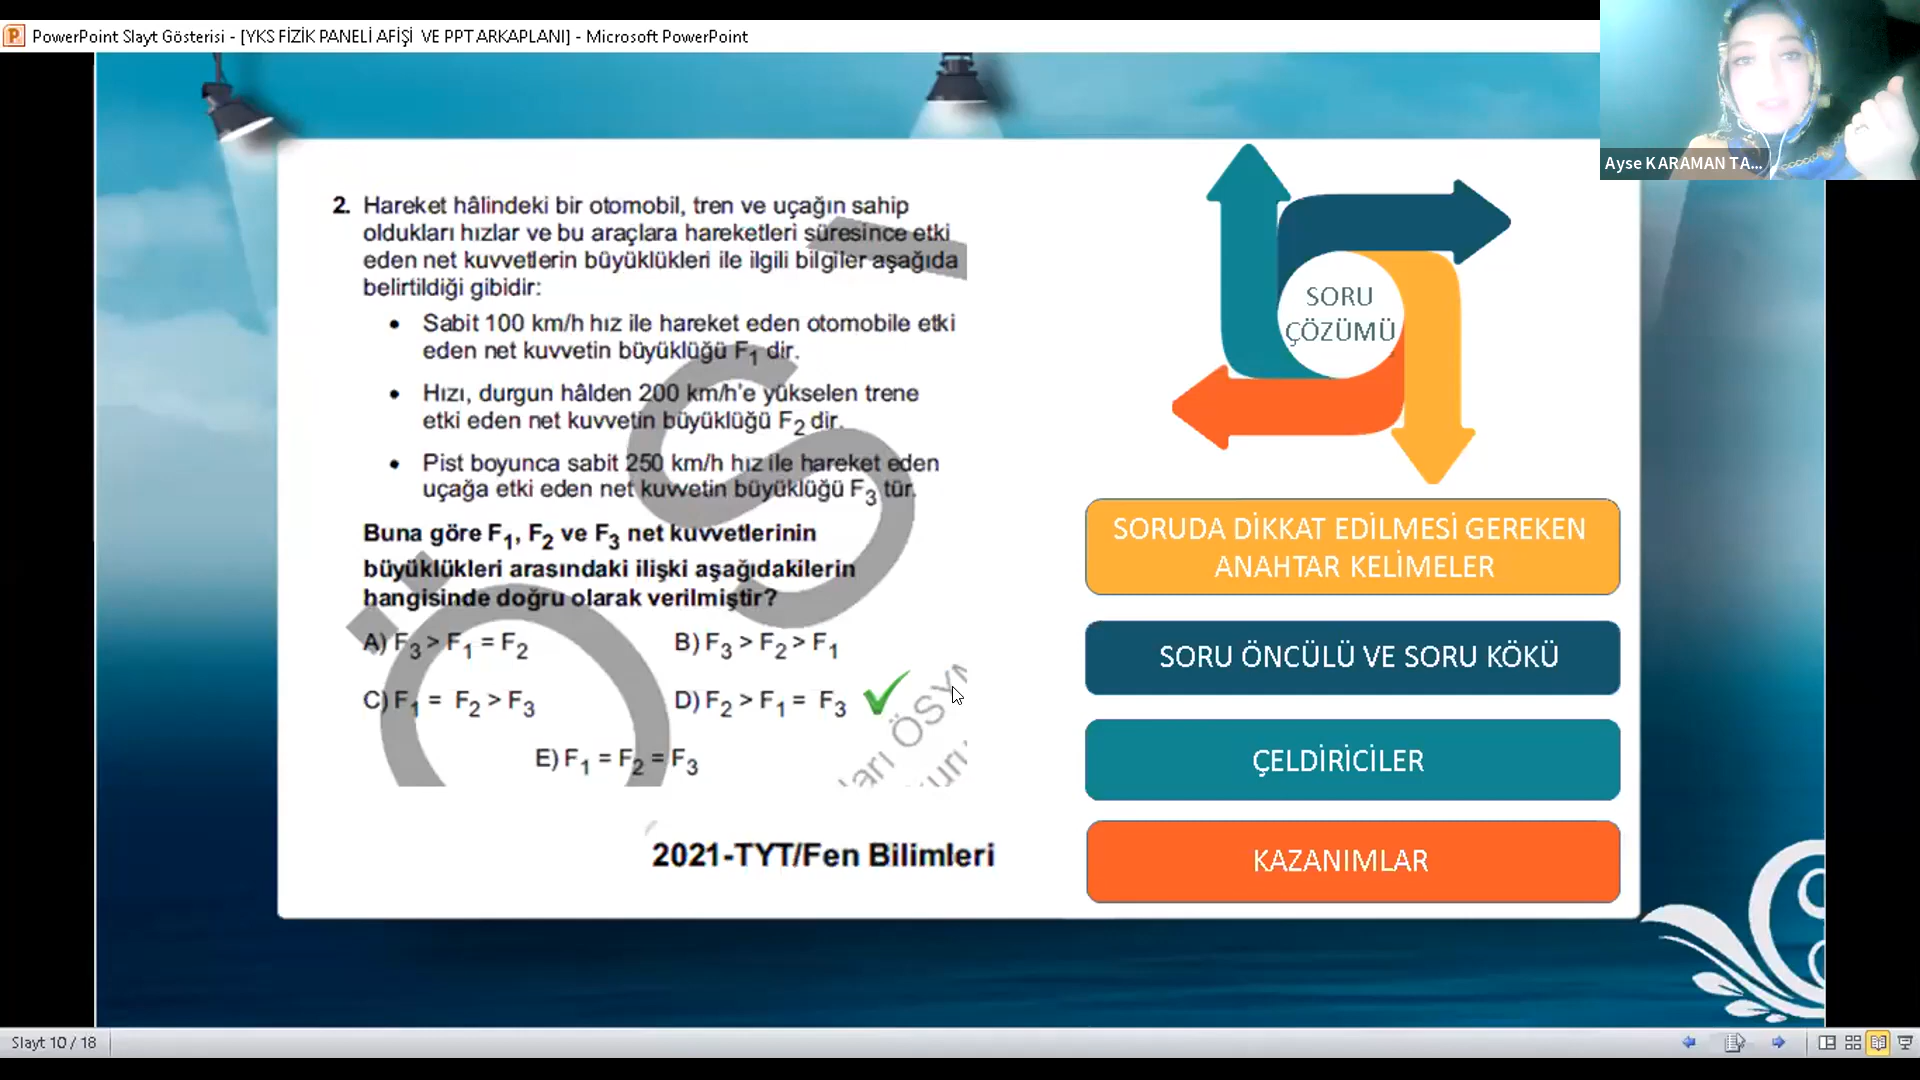 PowerPoint Slayt Gösterisi - [YKS FİZİK PANELİ AFİŞİ VE PPT ARKAPLANI] - Microsoft PowerPoint
Ayse KARAMAN TA...
2. Hareket hâlindeki bir otomobil, tren ve uçağın sahip
oldukları hızlar ve bu araçlara hareketleri süresince etki
eden net kuvvetlerin büyüklükleri ile ilgili bilgiler aşağıda
belirtildiği gibidir:
• Sabit 100 km/h hız ile hareket eden otomobile etki
eden net kuvvetin büyüklüğü F₁ dir.
• Hızı, durgun hâlden 200 km/h'e yükselen trene
etki eden net kuvvetin büyüklüğü F₂ dir.
• Pist boyunca sabit 250 km/h hız ile hareket eden
uçağa etki eden net kuvvetin büyüklüğü F₃ tür.
Buna göre F₁, F₂ ve F₃ net kuvvetlerinin
büyüklükleri arasındaki ilişki aşağıdakilerin
hangisinde doğru olarak verilmiştir?
A) F₃ > F₁ = F₂
B) F₃ > F₂ > F₁
C) F₁ = F₂ > F₃
D) F₂ > F₁ = F₃
E) F₁ = F₂ = F₃
2021-TYT/Fen Bilimleri
SORU
ÇÖZÜMÜ
SORUDA DİKKAT EDİLMESİ GEREKEN
ANAHTAR KELİMELER
SORU ÖNCÜLÜ VE SORU KÖKÜ
ÇELDİRİCİLER
KAZANIMLAR
Slayt 10 / 18